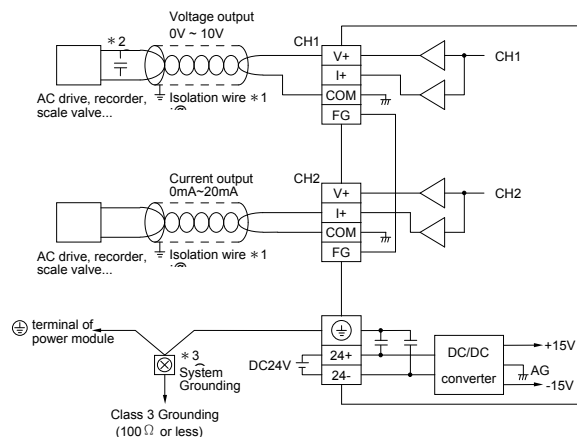 Voltage output
0V ~ 10V
*2
AC drive, recorder,
scale valve...
Isolation wire *1
CH1
V+
I+
COM
FG
CH1
Current output
0mA~20mA
AC drive, recorder,
scale valve...
Isolation wire *1
CH2
V+
I+
COM
FG
CH2
terminal of
power module
*3
System
Grounding
Class 3 Grounding
(100Ω or less)
DC24V
24+
24-
DC/DC
converter
+15V
AG
-15V